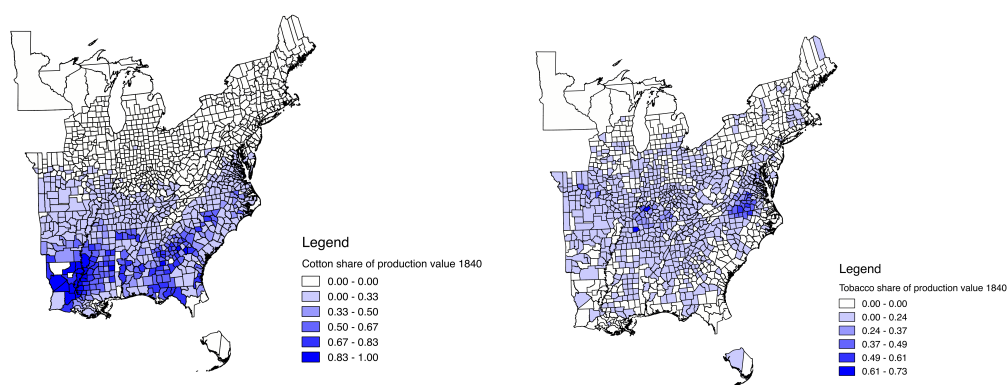 Legend
Cotton share of production value 1840
0.00 - 0.00
0.00 - 0.33
0.33 - 0.50
0.50 - 0.67
0.67 - 0.83
0.83 - 1.00
Legend
Tobacco share of production value 1840
0.00 - 0.00
0.00 - 0.24
0.24 - 0.37
0.37 - 0.49
0.49 - 0.61
0.61 - 0.73